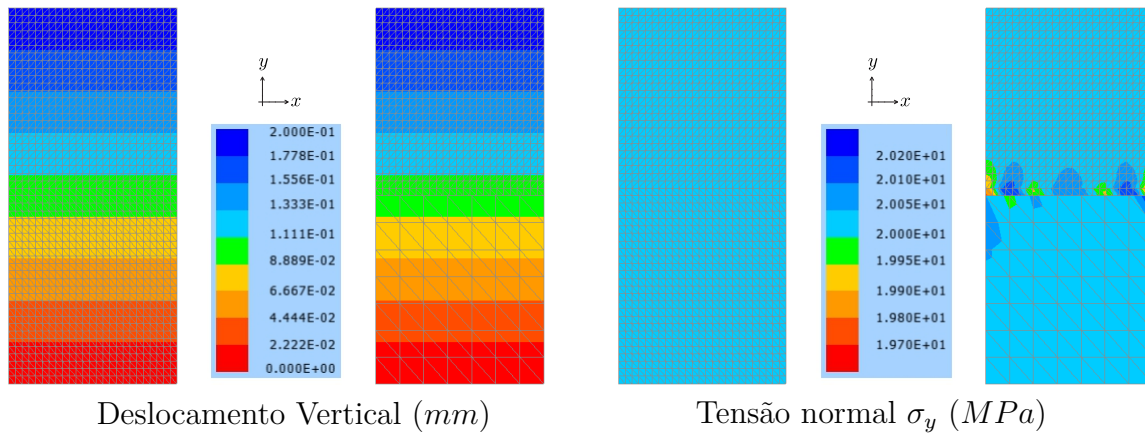 y
x
2.000E-01
1.778E-01
1.556E-01
1.333E-01
1.111E-01
8.889E-02
6.667E-02
4.444E-02
2.222E-02
0.000E+00
Deslocamento Vertical (mm)
y
x
2.020E+01
2.010E+01
2.005E+01
2.000E+01
1.995E+01
1.990E+01
1.980E+01
1.970E+01
Tensão normal σy (MPa)